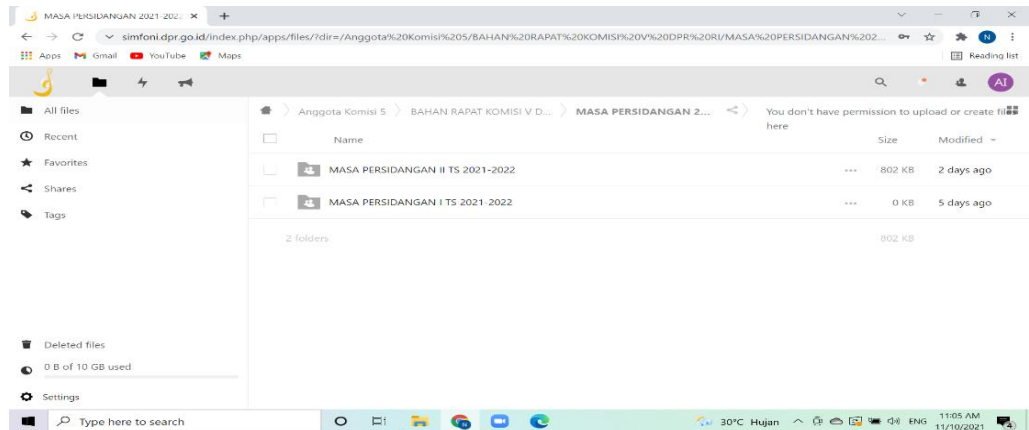 MASA PERSIDANGAN 2021-202
simfoni.dpr.go.id/index.php/apps/files/?dir=/Anggota%20Komisi%205/BAHAN%20RAPAT%20KOMISI%20V%20DPR%20RI/MASA%20PERSIDANGAN%202...
Apps Gmail YouTube Maps Reading list
N
AI
All files
Recent
Favorites
Shares
Tags
Anggota Komisi 5 BAHAN RAPAT KOMISI V D... MASA PERSIDANGAN 2... You don't have permission to upload or create files
here
Name Size Modified
MASA PERSIDANGAN II TS 2021-2022 ... 802 KB 2 days ago
MASA PERSIDANGAN I TS 2021-2022 ... 0 KB 5 days ago
2 folders 802 KB
Deleted files
0 B of 10 GB used
Settings
Type here to search
30°C Hujan ENG
11:05 AM
11/10/2021
4